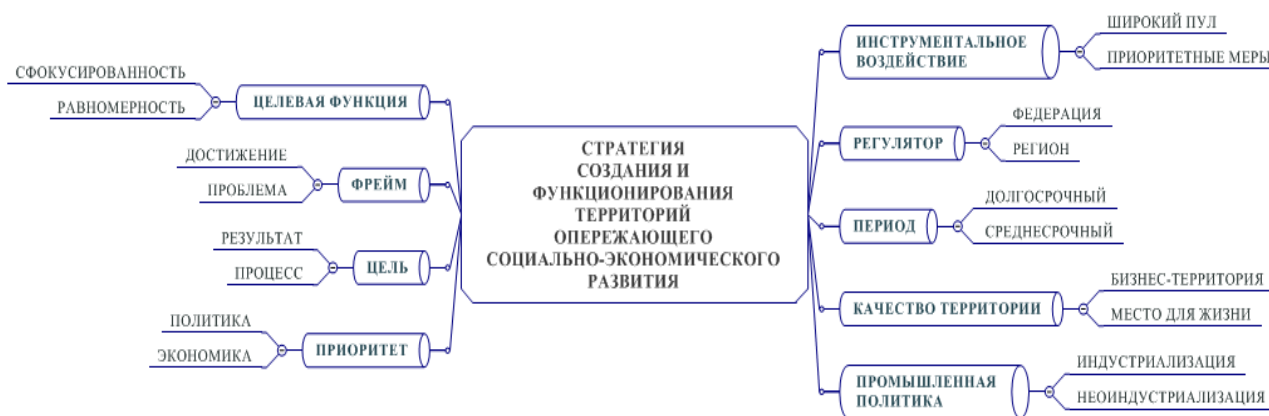 СФОКУСИРОВАННОСТЬ
РАВНОМЕРНОСТЬ
ЦЕЛЕВАЯ ФУНКЦИЯ
ДОСТИЖЕНИЕ
ПРОБЛЕМА
ФРЕЙМ
РЕЗУЛЬТАТ
ПРОЦЕСС
ЦЕЛЬ
ПОЛИТИКА
ЭКОНОМИКА
ПРИОРИТЕТ
СТРАТЕГИЯ
СОЗДАНИЯ И
ФУНКЦИОНИРОВАНИЯ
ТЕРРИТОРИЙ
ОПЕРЕЖАЮЩЕГО
СОЦИАЛЬНО-ЭКОНОМИЧЕСКОГО
РАЗВИТИЯ
ИНСТРУМЕНТАЛЬНОЕ
ВОЗДЕЙСТВИЕ
ШИРОКИЙ ПУЛ
ПРИОРИТЕТНЫЕ МЕРЫ
РЕГУЛЯТОР
ФЕДЕРАЦИЯ
РЕГИОН
ПЕРИОД
ДОЛГОСРОЧНЫЙ
СРЕДНЕСРОЧНЫЙ
КАЧЕСТВО ТЕРРИТОРИИ
БИЗНЕС-ТЕРРИТОРИЯ
МЕСТО ДЛЯ ЖИЗНИ
ПРОМЫШЛЕННАЯ
ПОЛИТИКА
ИНДУСТРИАЛИЗАЦИЯ
НЕОИНДУСТРИАЛИЗАЦИЯ